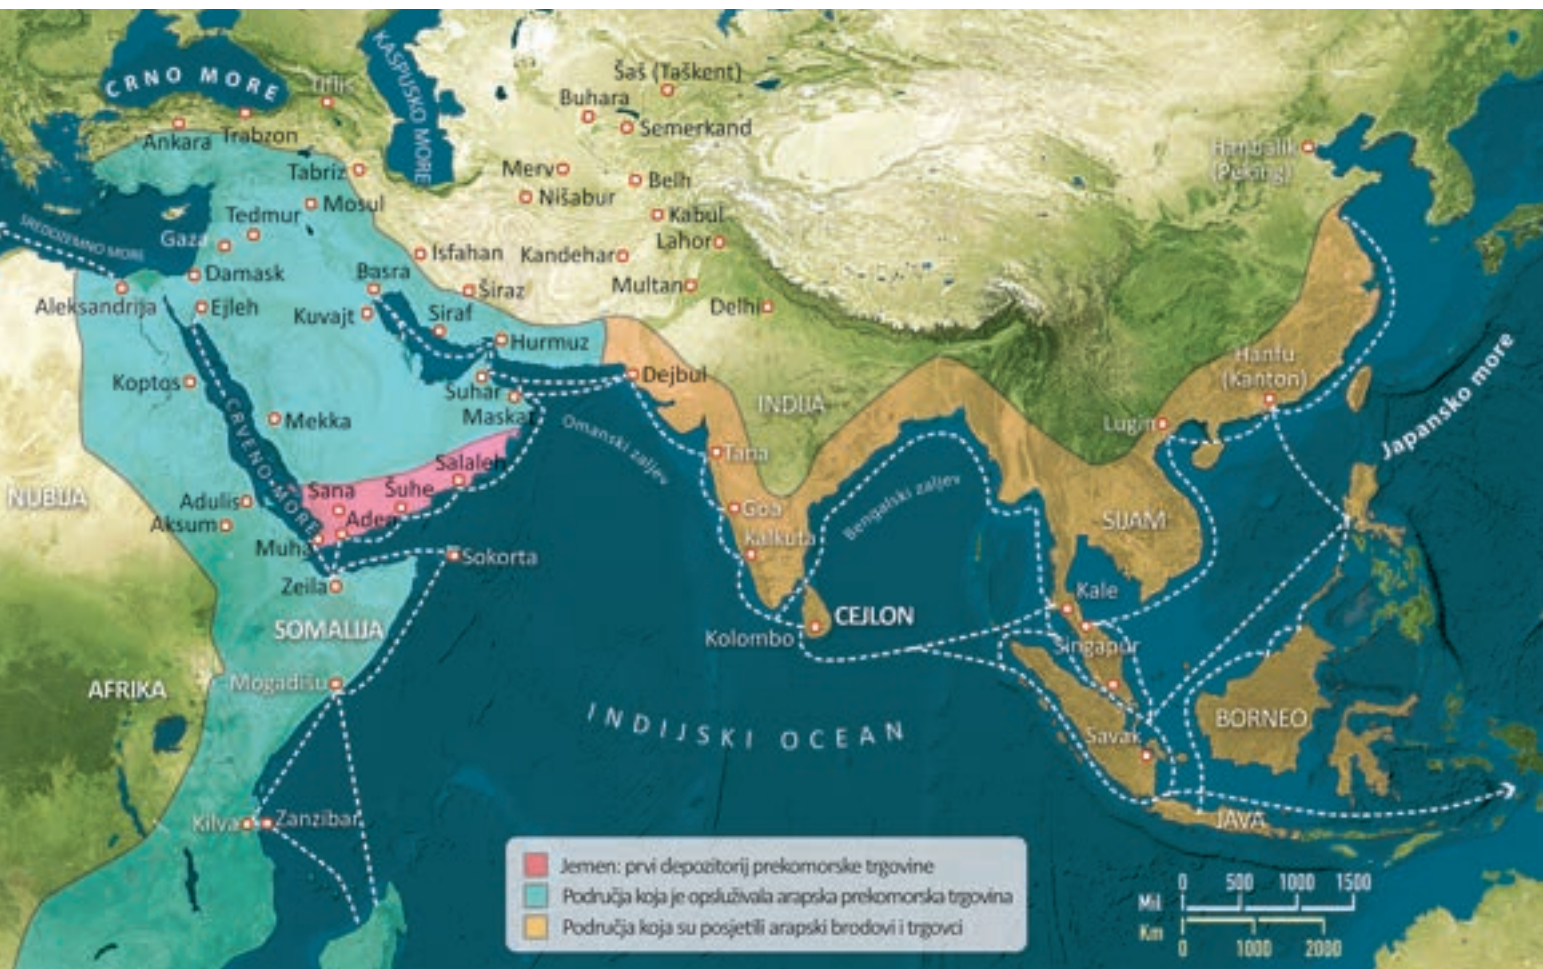 CRNO MORE
KASPIJSKO MORE
Tiflis
Šaš (Taškent)
Buhara
Semerkand
Ankara
Trabzon
Hanbalik
(Peking)
Tabriz
Merv
Belh
Nišabur
Mosul
Tedmur
Kabul
SREDOZEMNO MORE
Gaza
Lahor
Isfahan
Kandehar
Damask
Basra
Multan
Širaz
Aleksandrija
Ejleh
Delhi
Kuvajt
Siraf
Hurmuz
Japansko more
Hanfu
(Kanton)
Koptos
Suhar
Dejbul
Maskat
INDIJA
CRVENO MORE
Mekka
Omanski zaljev
Lugin
Tana
Salaleh
NUBIJA
Adulis
Sana
Šuhe
Bengalski zaljev
Goa
Aksum
Aden
SIJAM
Muha
Kalkuta
Sokorta
Zeila
Kale
SOMALIJA
CEJLON
Kolombo
Singapur
AFRIKA
Mogadišu
INDIJSKI OCEAN
BORNEO
Savak
Kilva
Zanzibar
JAVA
Jemen: prvi depozitorij prekomorske trgovine
Područja koja je opsluživala arapska prekomorska trgovina
Područja koja su posjetili arapski brodovi i trgovci
0 500 1000 1500
Mil
Km
0 1000 2000